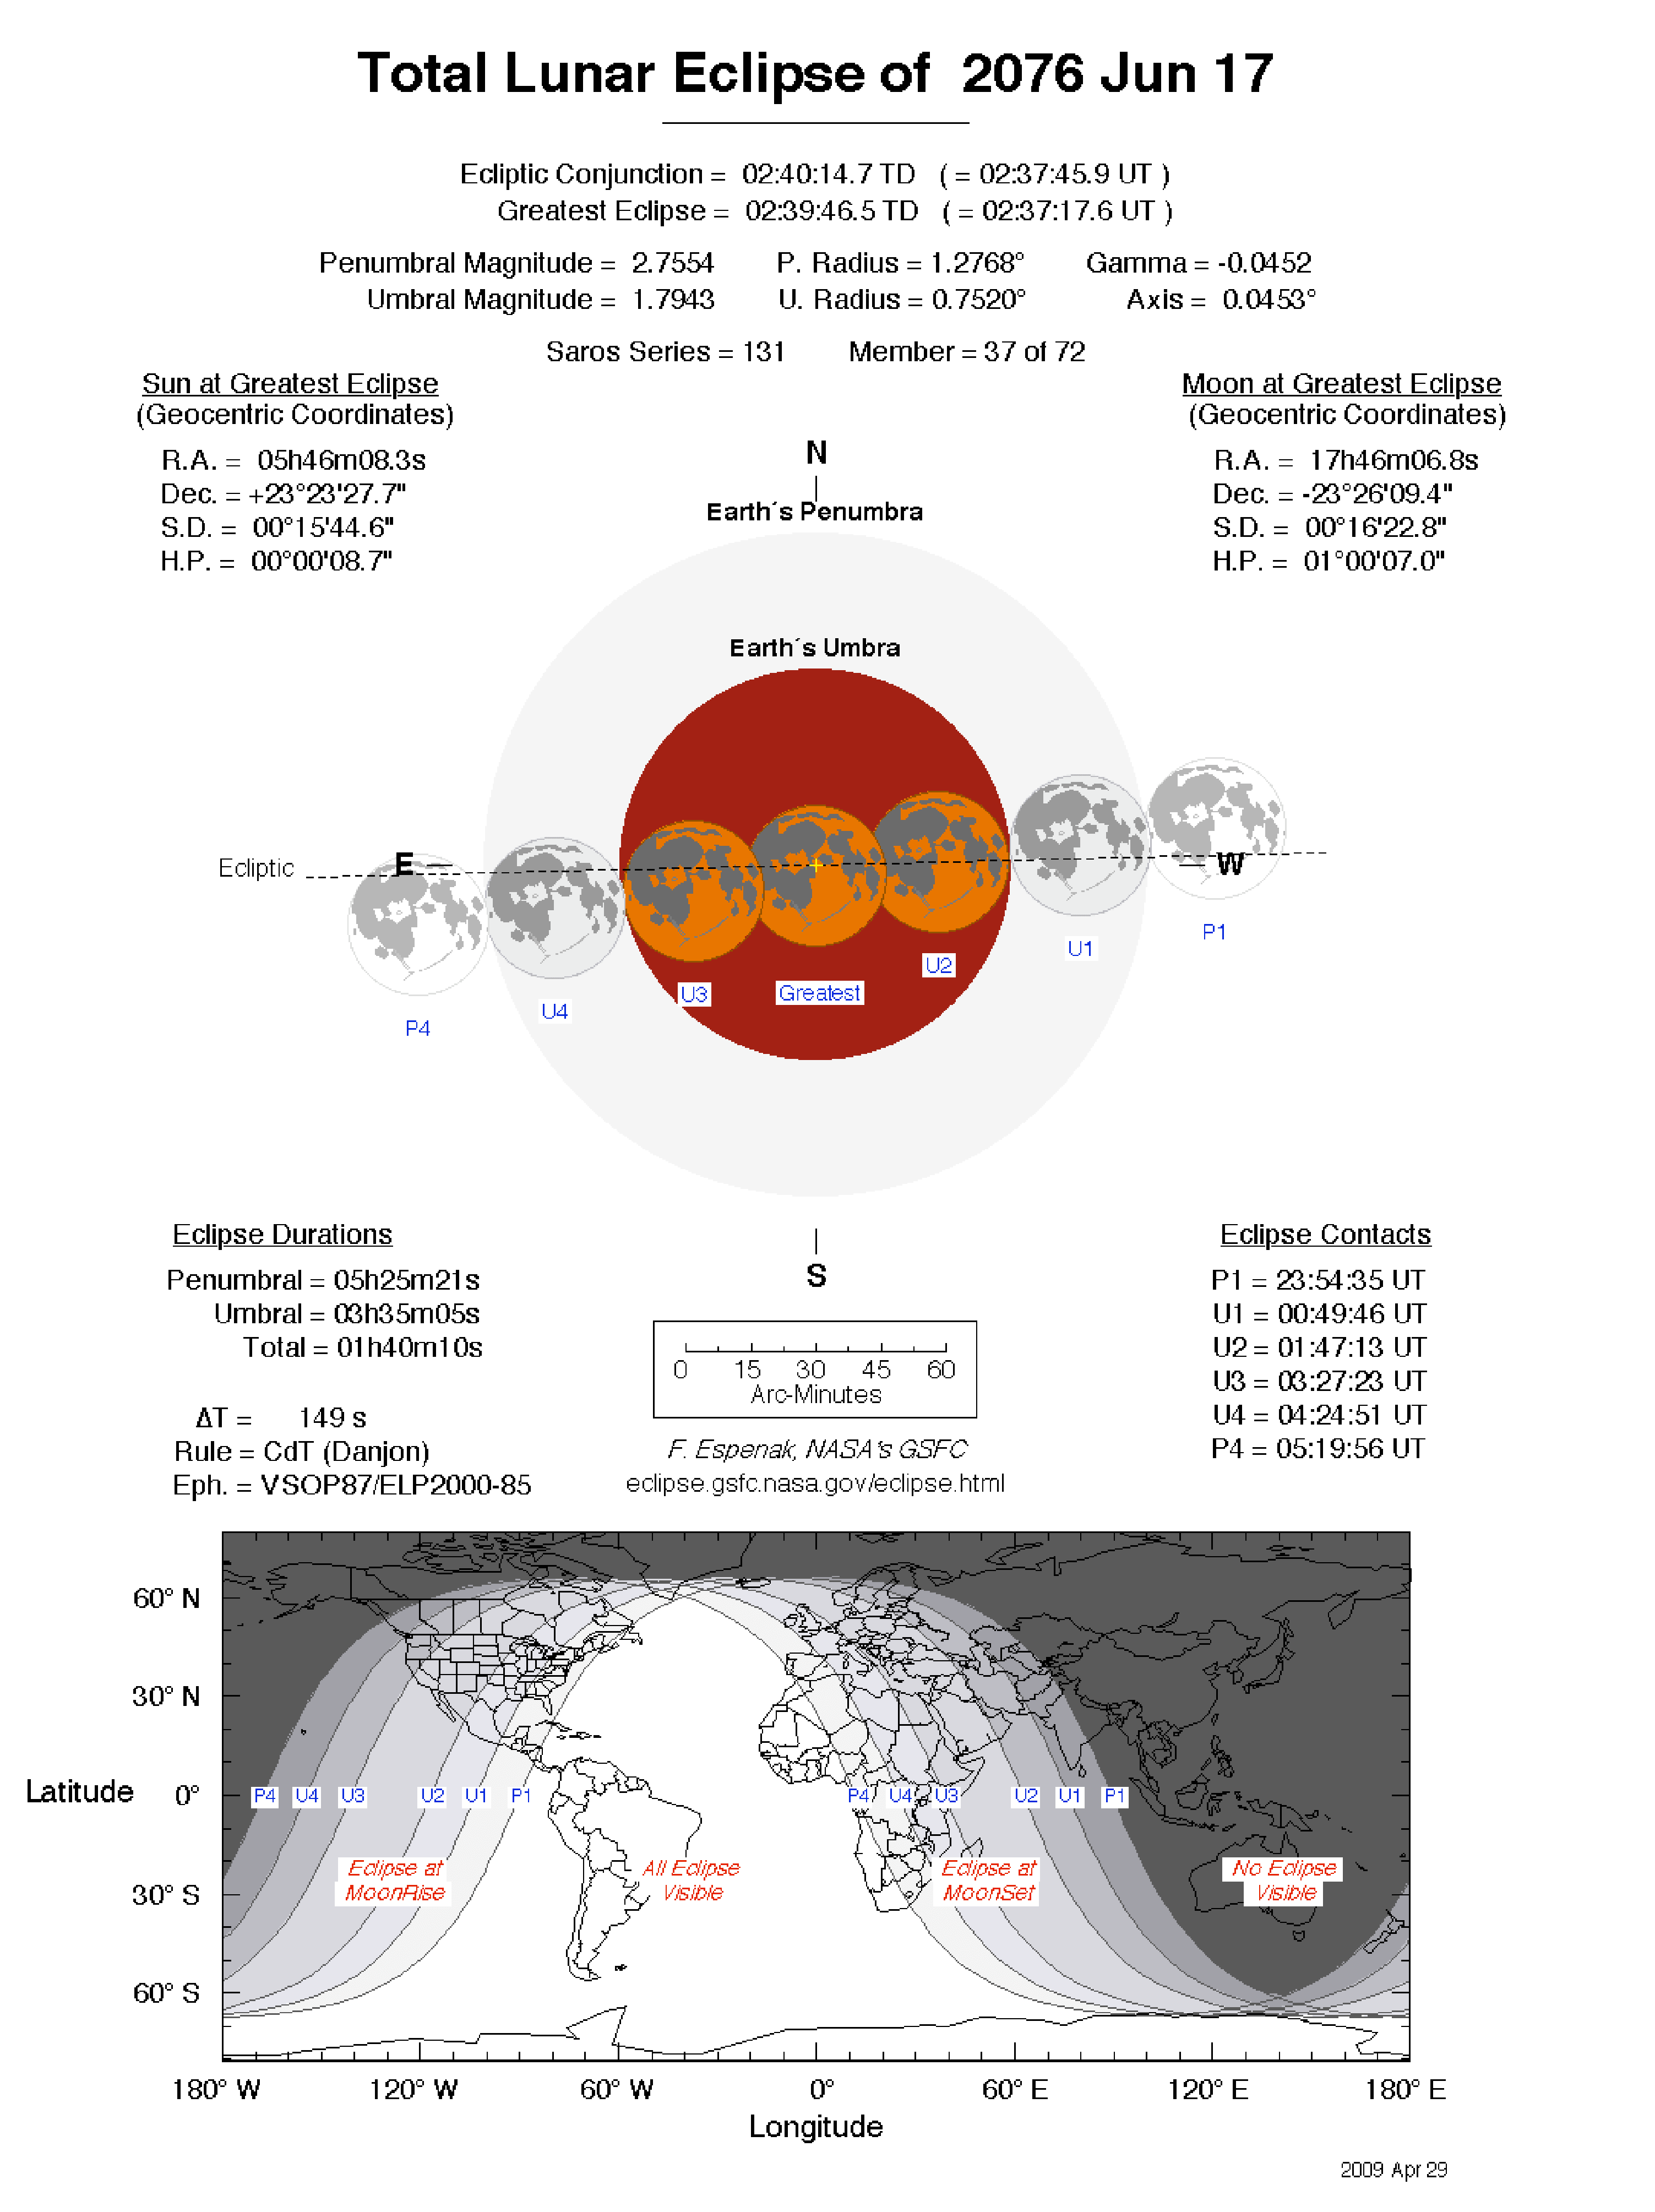 Total Lunar Eclipse of 2076 Jun 17
Ecliptic Conjunction = 02:40:14.7 TD ( = 02:37:45.9 UT )
Greatest Eclipse = 02:39:46.5 TD ( = 02:37:17.6 UT )
Penumbral Magnitude = 2.7554 P. Radius = 1.2768° Gamma = -0.0452
Umbral Magnitude = 1.7943 U. Radius = 0.7520° Axis = 0.0453°
Saros Series = 131 Member = 37 of 72
Sun at Greatest Eclipse
(Geocentric Coordinates)
R.A. = 05h46m08.3s
Dec. = +23°23'27.7"
S.D. = 00°15'44.6"
H.P. = 00°00'08.7"
Moon at Greatest Eclipse
(Geocentric Coordinates)
R.A. = 17h46m06.8s
Dec. = -23°26'09.4"
S.D. = 00°16'22.8"
H.P. = 01°00'07.0"
N
Earth´s Penumbra
Earth´s Umbra
Ecliptic
E
W
P4
U4
U3
Greatest
U2
U1
P1
S
Eclipse Durations
Penumbral = 05h25m21s
Umbral = 03h35m05s
Total = 01h40m10s
ΔT = 149 s
Rule = CdT (Danjon)
Eph. = VSOP87/ELP2000-85
0 15 30 45 60
Arc-Minutes
F. Espenak, NASA's GSFC
eclipse.gsfc.nasa.gov/eclipse.html
Eclipse Contacts
P1 = 23:54:35 UT
U1 = 00:49:46 UT
U2 = 01:47:13 UT
U3 = 03:27:23 UT
U4 = 04:24:51 UT
P4 = 05:19:56 UT
60° N
30° N
Latitude 0°
30° S
60° S
P4 U4 U3 U2 U1 P1 P4 U4 U3 U2 U1 P1
Eclipse at
MoonRise
All Eclipse
Visible
Eclipse at
MoonSet
No Eclipse
Visible
180° W 120° W 60° W 0° 60° E 120° E 180° E
Longitude
2009 Apr 29